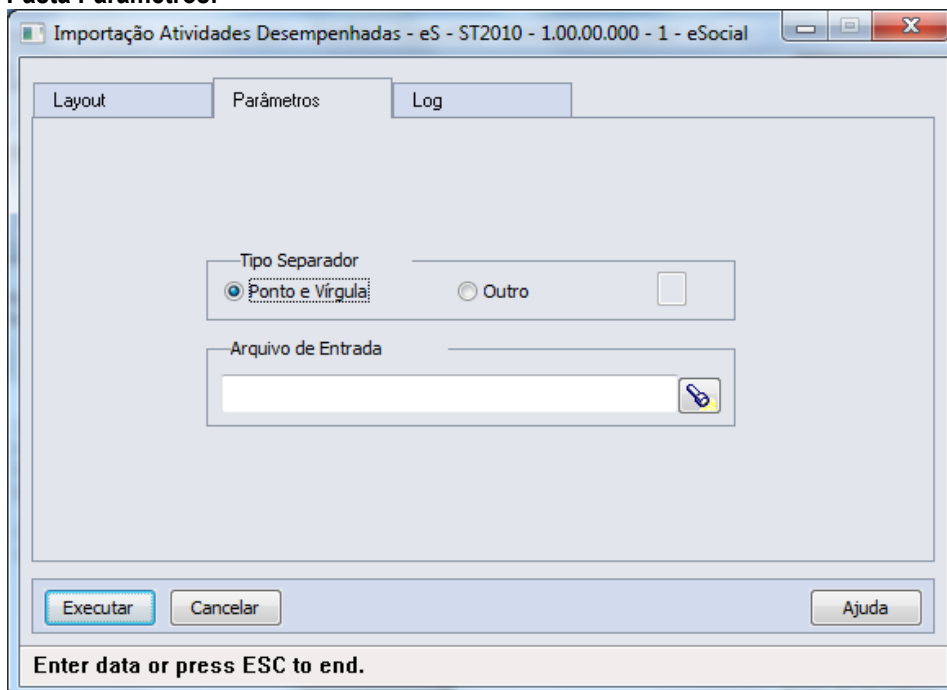 Pasta Parâmetros:
Importação Atividades Desempenhadas - eS - ST2010 - 1.00.00.000 - 1 - eSocial
Layout Parâmetros Log
Tipo Separador
Ponto e Vírgula Outro
Arquivo de Entrada
Executar Cancelar Ajuda
Enter data or press ESC to end.